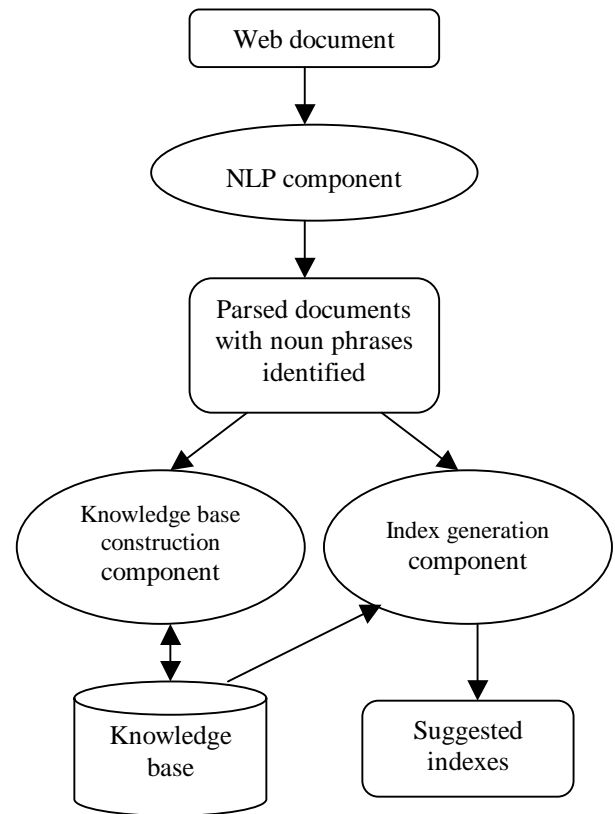 Web document
NLP component
Parsed documents
with noun phrases
identified
Knowledge base
construction
component
Index generation
component
Knowledge
base
Suggested
indexes